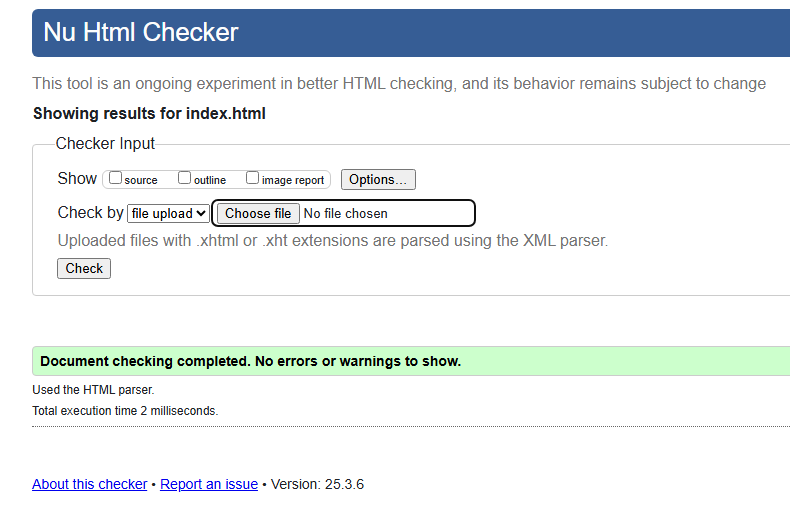 Nu Html Checker
This tool is an ongoing experiment in better HTML checking, and its behavior remains subject to change
Showing results for index.html
Checker Input
Show source outline image report Options...
Check by file upload Choose file No file chosen
Uploaded files with .xhtml or .xht extensions are parsed using the XML parser.
Check
Document checking completed. No errors or warnings to show.
Used the HTML parser.
Total execution time 2 milliseconds.
About this checker • Report an issue • Version: 25.3.6